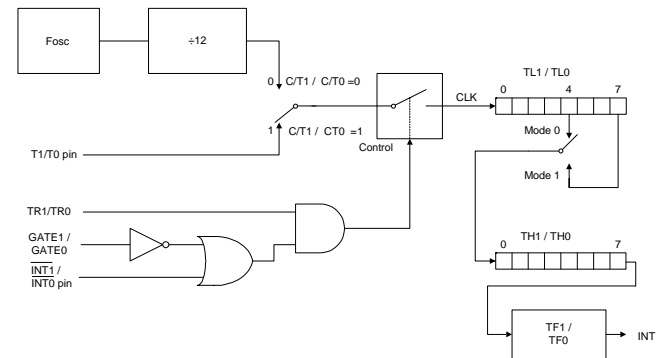 Fosc
÷12
0 C/T1 / C/T0 =0
1 C/T1 / CT0 =1
T1/T0 pin
Control
CLK
TL1 / TL0
0 4 7
Mode 0
Mode 1
TR1/TR0
GATE1 /
GATE0
INT1 /
INT0 pin
TH1 / TH0
0 7
TF1 /
TF0
INT